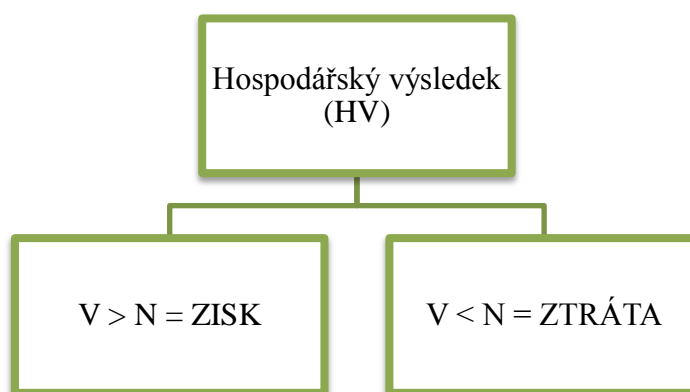 Hospodářský výsledek
(HV)
V > N = ZISK
V < N = ZTRÁTA